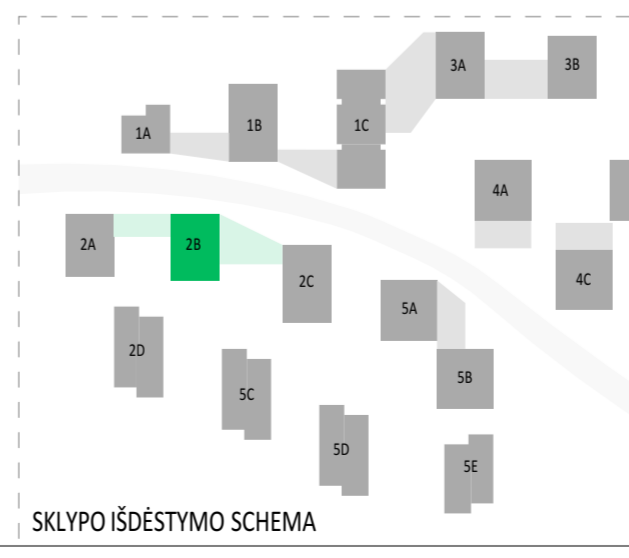 3A
3B
1A
1B
1C
4A
2A
2B
2C
4C
5A
2D
5B
5C
5D
5E
SKLYPO IŠDĖSTYMO SCHEMA